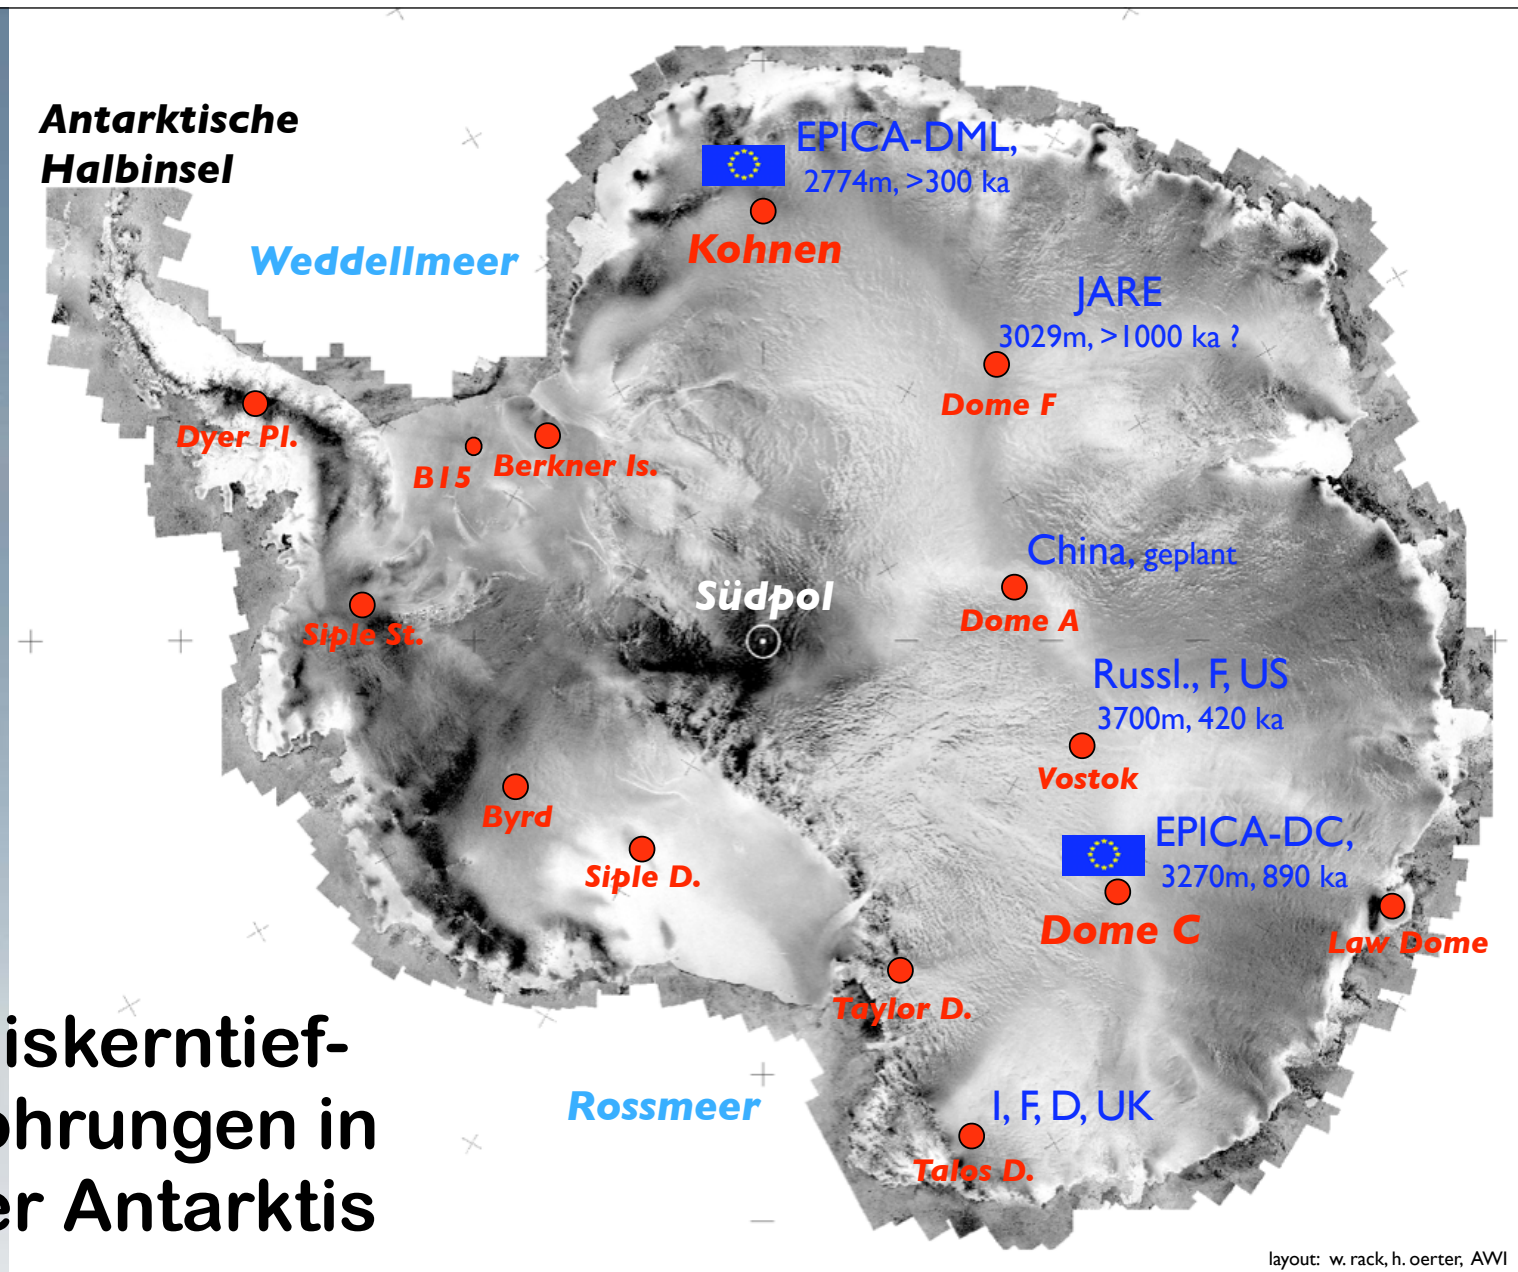 Antarktische
Halbinsel
Weddellmeer
EPICA-DML,
2774m, >300 ka
Kohnen
JARE
3029m, >1000 ka ?
Dome F
Dyer Pl.
B15
Berkner Is.
China, geplant
Dome A
Südpol
Siple St.
Russl., F, US
3700m, 420 ka
Vostok
Byrd
Siple D.
EPICA-DC,
3270m, 890 ka
Dome C
Law Dome
Taylor D.
iskerntief-
ohrungen in
er Antarktis
Rossmeer
I, F, D, UK
Talos D.
layout: w. rack, h. oerter, AWI